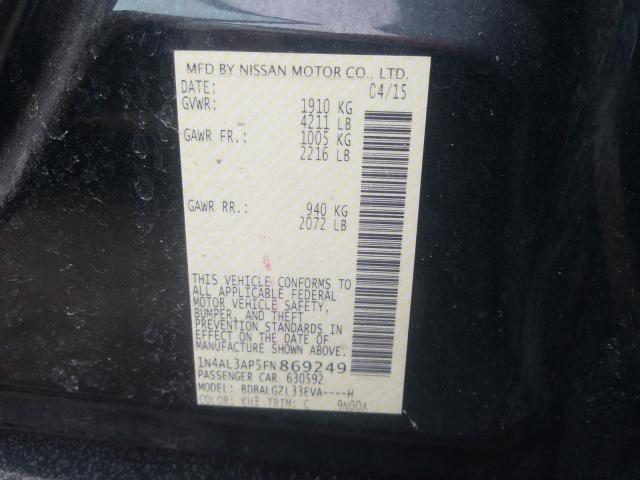 MFD BY NISSAN MOTOR CO., LTD.
DATE: 04/15
GVWR: 1910 KG
4211 LB
GAWR FR.: 1005 KG
2216 LB
GAWR RR.: 940 KG
2072 LB
THIS VEHICLE CONFORMS TO
ALL APPLICABLE FEDERAL
MOTOR VEHICLE SAFETY,
BUMPER, AND THEFT
PREVENTION STANDARDS IN
EFFECT ON THE DATE OF
MANUFACTURE SHOWN ABOVE.
1N4AL3AP5FN869249
PASSENGER CAR 630592
MODEL: BDBALGZL33EVA----H
COLOR: KH3 TRIM: C 9N00A